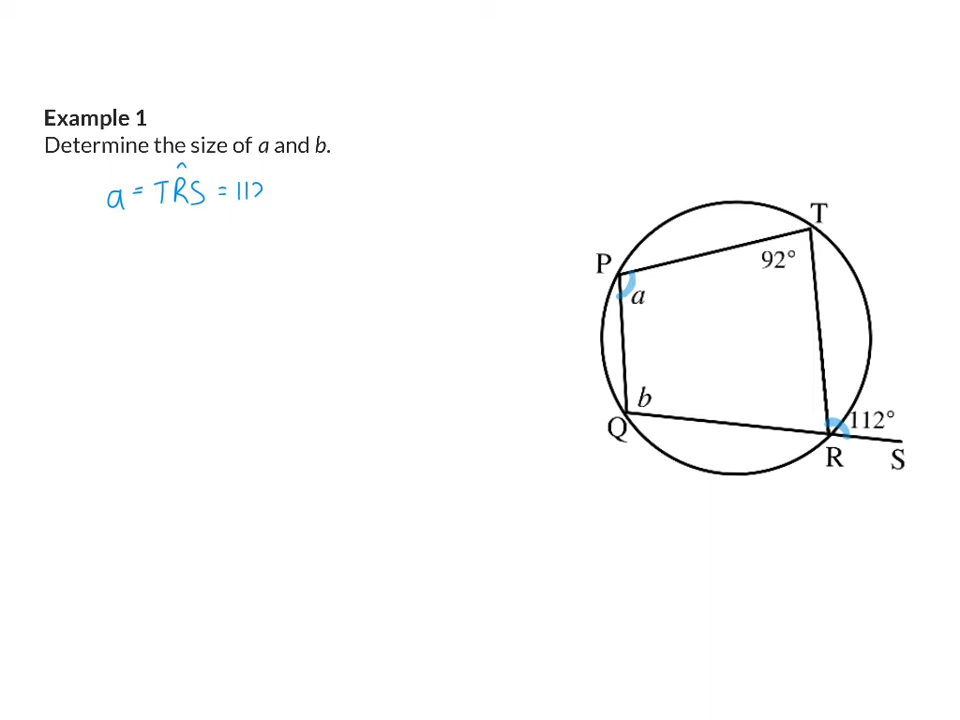 Example 1
Determine the size of a and b.
a = TR̂S = 112
T
P
92°
a
b
112°
Q
R
S